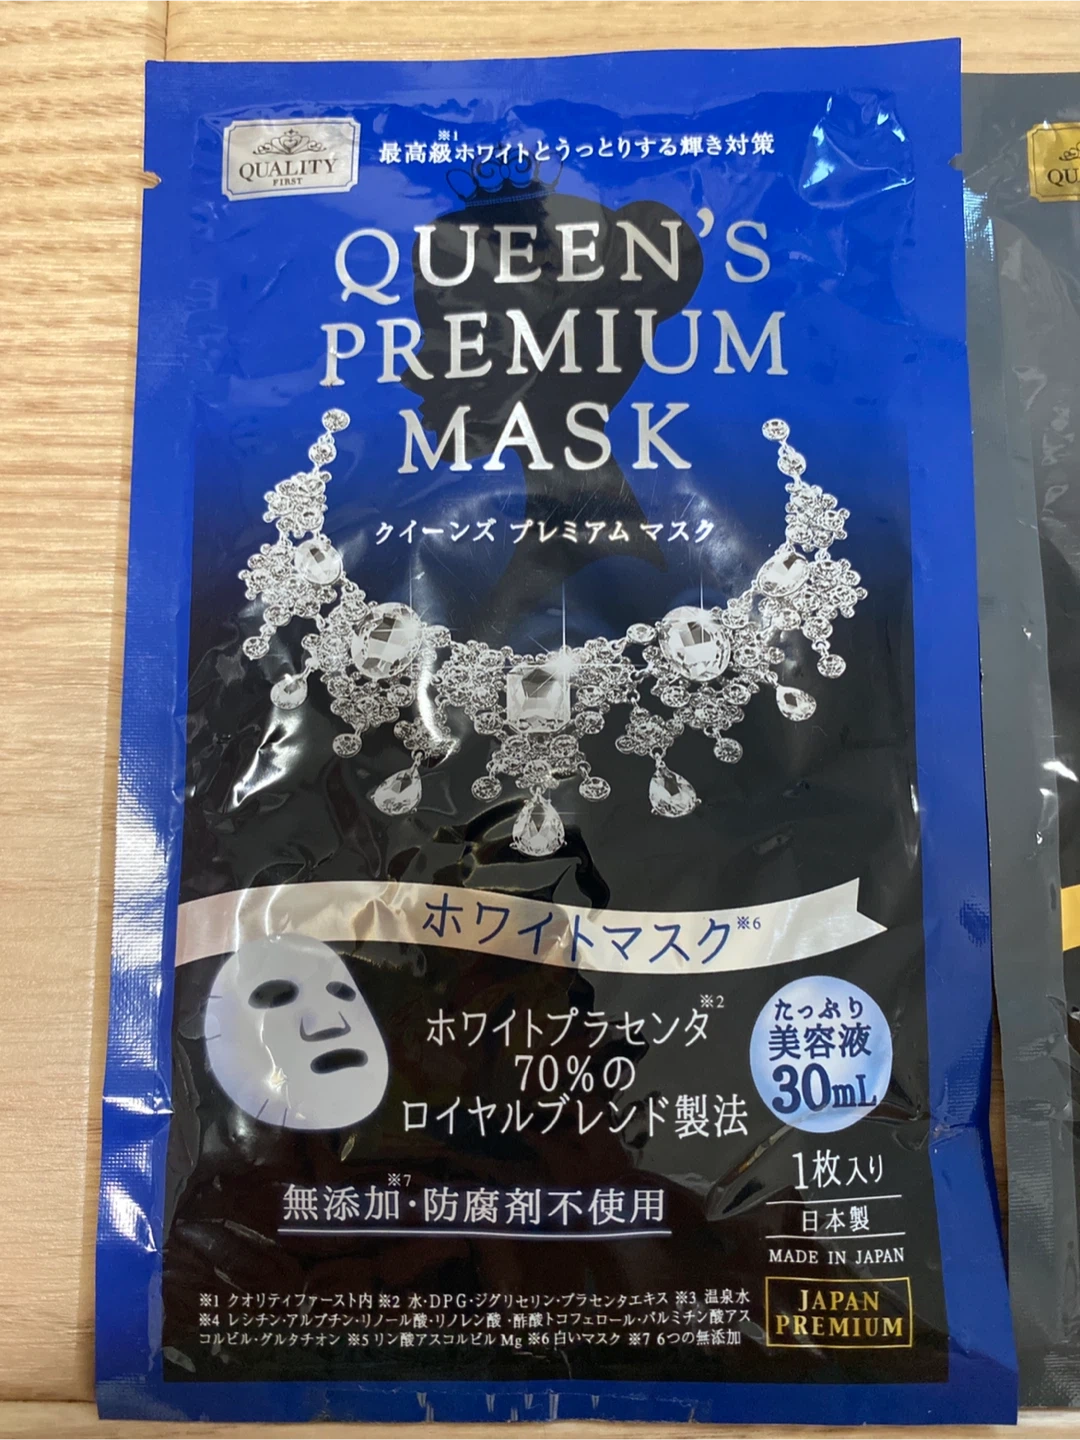 QUALITY
FIRST
※1
最高級ホワイトとうっとりする輝き対策
QUEEN'S
PREMIUM
MASK
クイーンズ プレミアム マスク
ホワイトマスク※6
※2
ホワイトプラセンタ
70%の
ロイヤルブレンド製法
たっぷり
美容液
30mL
1枚入り
日本製
MADE IN JAPAN
JAPAN
PREMIUM
※7
無添加・防腐剤不使用
※1 クオリティファースト内 ※2 水・DPG・ジグリセリン・プラセンタエキス ※3 温泉水
※4 レシチン・アルブチン・リノール酸・リノレン酸・酢酸トコフェロール・パルミチン酸アス
コルビル・グルタチオン ※5 リン酸アスコルビルMg ※6 白いマスク ※7 6つの無添加
QU